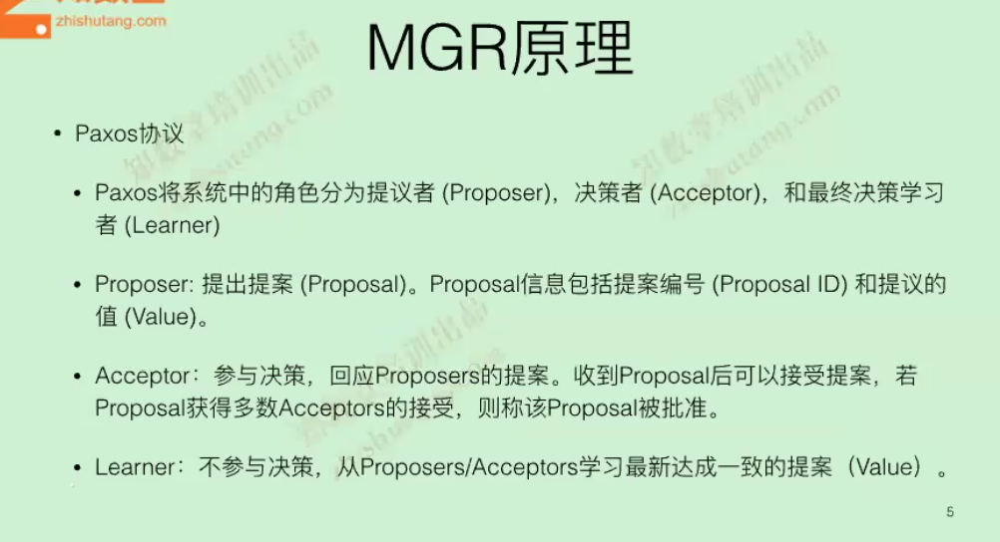 zhishutang.com
MGR原理
• Paxos协议
• Paxos将系统中的角色分为提议者 (Proposer)，决策者 (Acceptor)，和最终决策学习
者 (Learner)
• Proposer: 提出提案 (Proposal)。Proposal信息包括提案编号 (Proposal ID) 和提议的
值 (Value)。
• Acceptor：参与决策，回应Proposers的提案。收到Proposal后可以接受提案，若
Proposal获得多数Acceptors的接受，则称该Proposal被批准。
• Learner：不参与决策，从Proposers/Acceptors学习最新达成一致的提案（Value）。
5